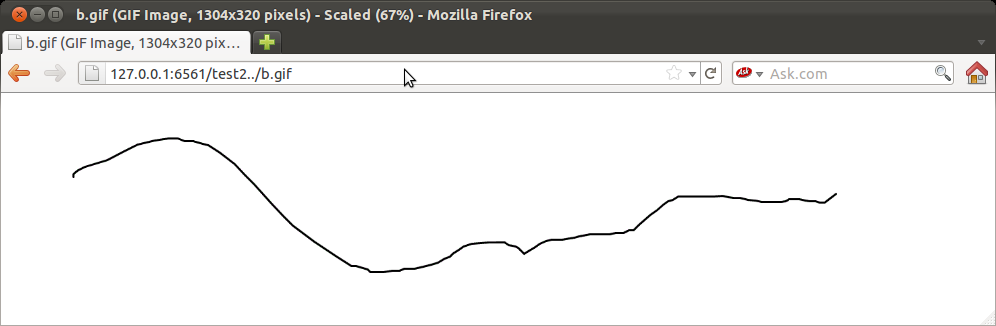 b.gif (GIF Image, 1304x320 pixels) - Scaled (67%) - Mozilla Firefox
b.gif (GIF Image, 1304x320 pix...
127.0.0.1:6561/test2../b.gif
Ask Ask.com